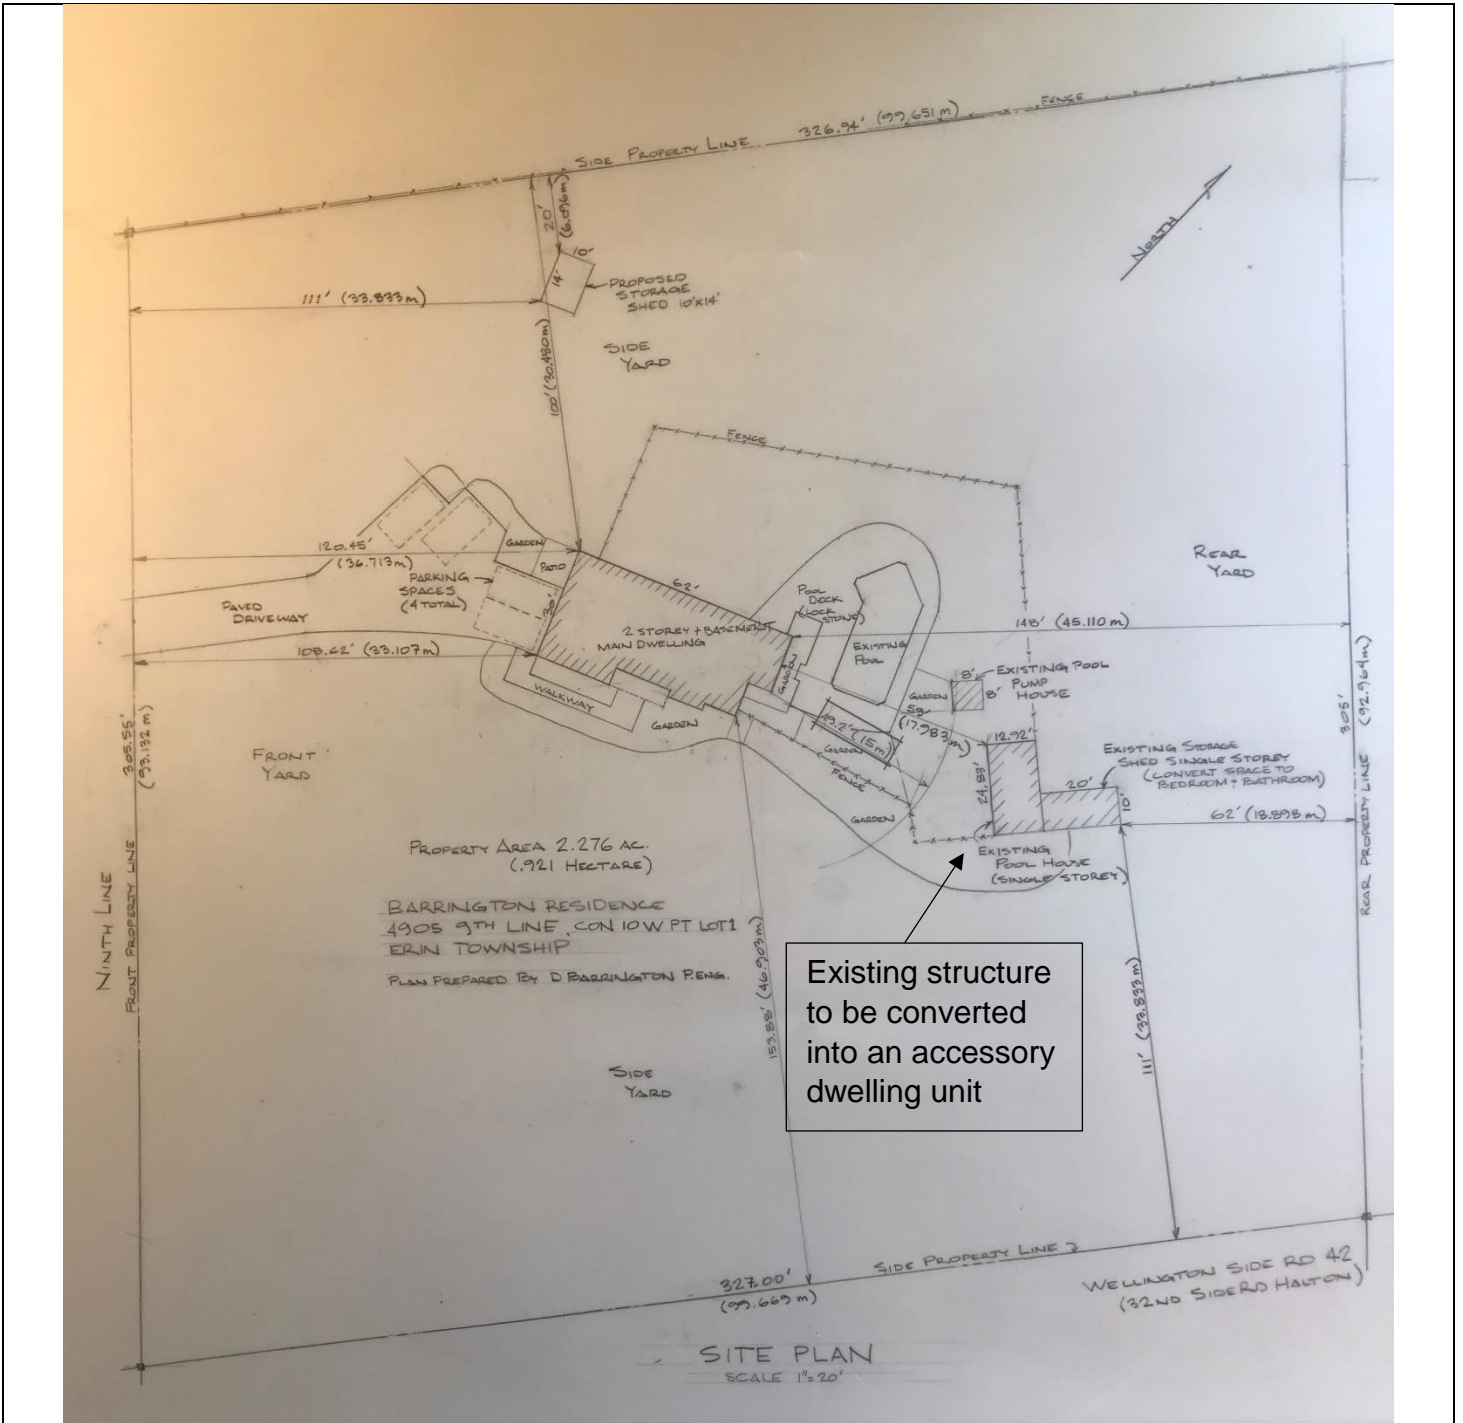 FENCE
326.94' (99.651 m)
SIDE PROPERTY LINE
20'
(6.096m)
10'
14'
PROPOSED
STORAGE
SHED 10'x14'
NORTH
111' (33.833m)
SIDE
YARD
100' (30.480m)
FENCE
120.45'
(36.713m)
GARDEN
PATIO
PARKING
SPACES
(4 TOTAL)
30'
62'
POOL
DECK
(LOCK
STONE)
REAR
YARD
PAVED
DRIVEWAY
2 STOREY + BASEMENT
MAIN DWELLING
EXISTING
POOL
148' (45.110m)
108.62' (33.107m)
WALKWAY
GARDEN
GARDEN
GARDEN
8'
8'
EXISTING POOL
PUMP
HOUSE
59'
(17.983m)
49.2' (15m)
GARDEN
FENCE
GARDEN
12.92'
24.83'
EXISTING STORAGE
SHED SINGLE STOREY
(CONVERT SPACE TO
BEDROOM + BATHROOM)
20'
10'
62' (18.898m)
FRONT
YARD
305.55'
(93.132 m)
FRONT PROPERTY LINE
NINTH LINE
305'
(92.964m)
REAR PROPERTY LINE
EXISTING
POOL HOUSE
(SINGLE STOREY)
PROPERTY AREA 2.276 AC.
(.921 HECTARE)
BARRINGTON RESIDENCE
4905 9TH LINE, CON 10 W PT LOT 1
ERIN TOWNSHIP
PLAN PREPARED BY D BARRINGTON P.ENG.
Existing structure
to be converted
into an accessory
dwelling unit
153.88' (46.903m)
111' (33.833m)
SIDE
YARD
SIDE PROPERTY LINE
327.00'
(99.669 m)
WELLINGTON SIDE RD 42
(32ND SIDERD HALTON)
SITE PLAN
SCALE 1"=20'